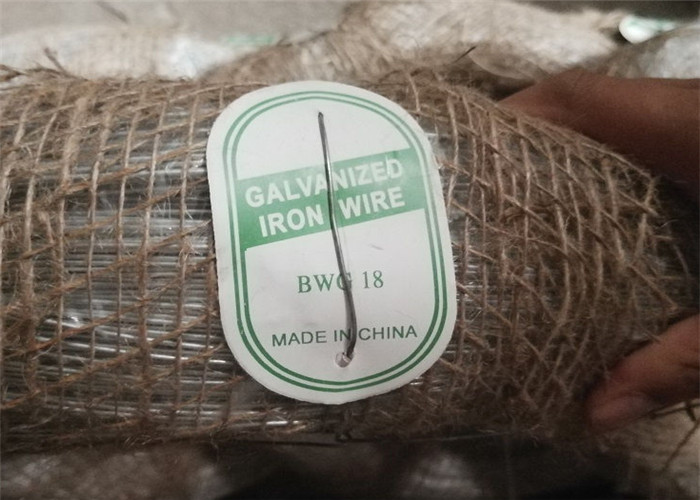 GALVANIZED
IRON WIRE
BWG 18
MADE IN CHINA